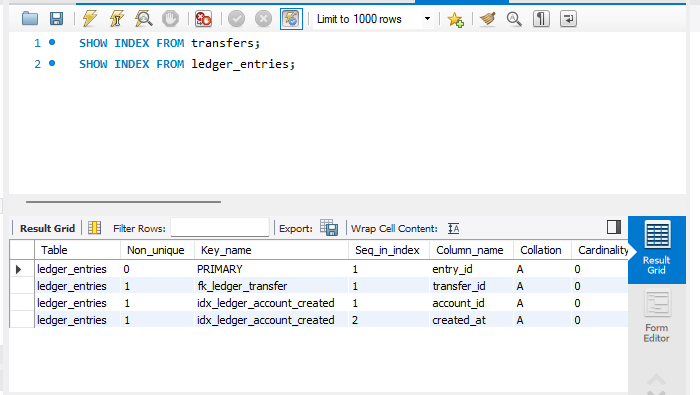 Limit to 1000 rows
1 SHOW INDEX FROM transfers;
2 SHOW INDEX FROM ledger_entries;
Result Grid Filter Rows: Export: Wrap Cell Content: IA
Table Non_unique Key_name Seq_in_index Column_name Collation Cardinality
ledger_entries 0 PRIMARY 1 entry_id A 0
ledger_entries 1 fk_ledger_transfer 1 transfer_id A 0
ledger_entries 1 idx_ledger_account_created 1 account_id A 0
ledger_entries 1 idx_ledger_account_created 2 created_at A 0
Result
Grid
Form
Editor